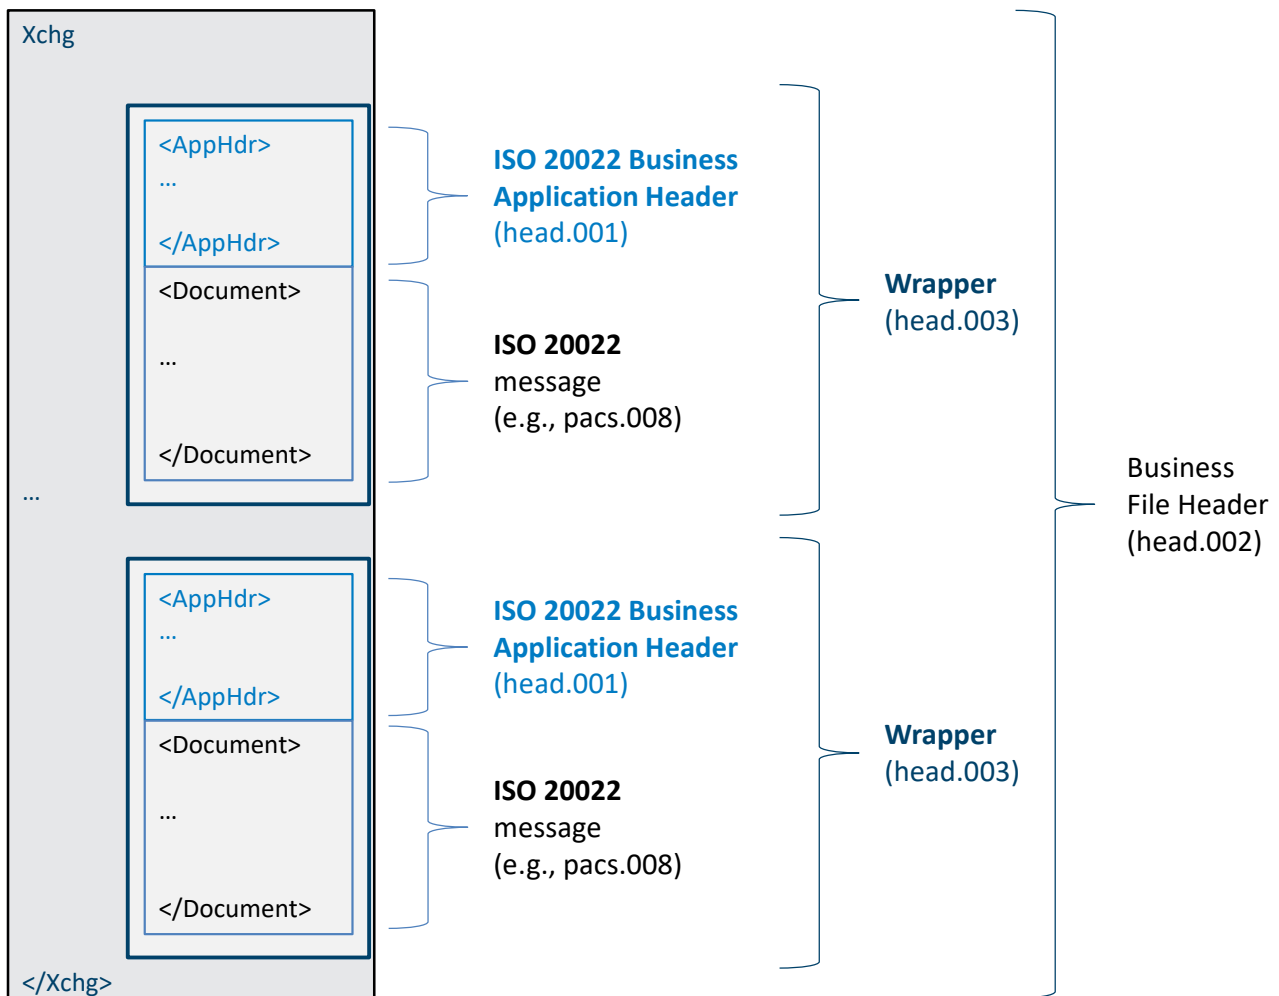 Xchg
<AppHdr>
...
</AppHdr>
<Document>
...
</Document>
...
<AppHdr>
...
</AppHdr>
<Document>
...
</Document>
</Xchg>
ISO 20022 Business
Application Header
(head.001)
ISO 20022
message
(e.g., pacs.008)
ISO 20022 Business
Application Header
(head.001)
ISO 20022
message
(e.g., pacs.008)
Wrapper
(head.003)
Wrapper
(head.003)
Business
File Header
(head.002)